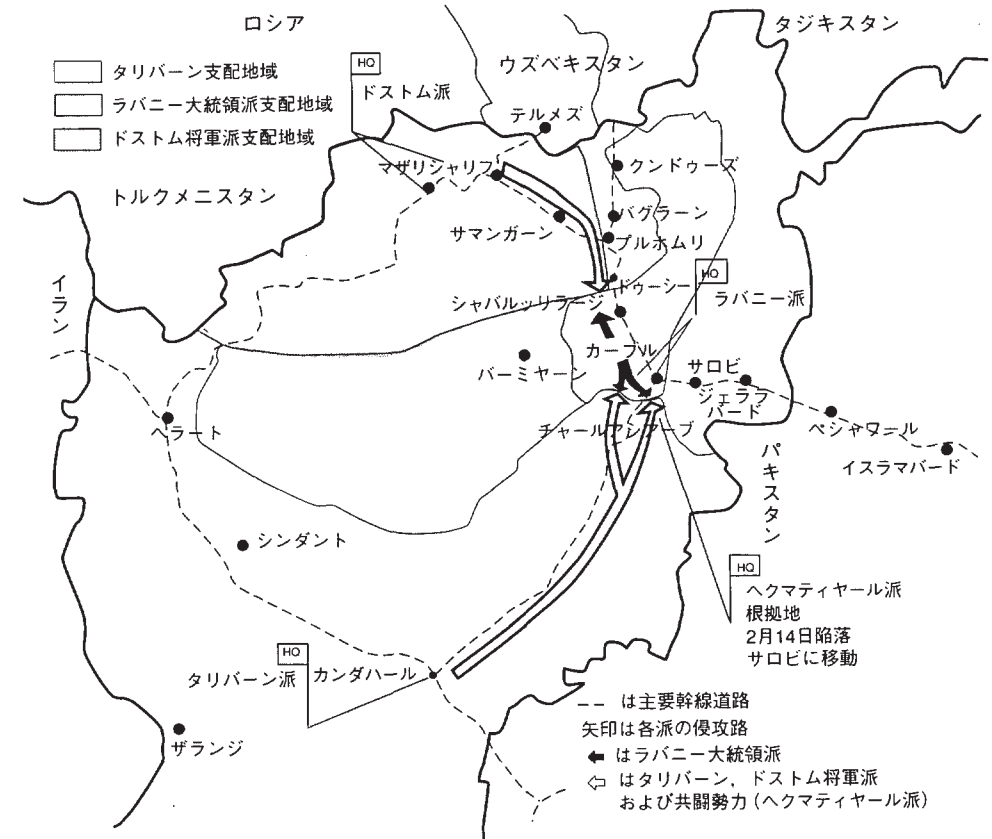 ロシア
タジキスタン
HQ
ドストム派
ウズベキスタン
タリバーン支配地域
ラバニー大統領派支配地域
ドストム将軍派支配地域
テルメズ
マザリシャリフ
クンドゥーズ
トルクメニスタン
サマンガーン
バグラーン
プルホムリ
イラン
HQ
ドゥーシー
ラバニー派
シャバルッリラージ
カーブル
バーミヤーン
サロビ
ジェララ
バード
ヘラート
チャールアシアーブ
ペシャワール
イスラマバード
パキスタン
シンダント
HQ
ヘクマティヤール派
根拠地
2月14日陥落
サロビに移動
HQ
タリバーン派
カンダハール
ザランジ
-- は主要幹線道路
矢印は各派の侵攻路
⬅はラバニー大統領派
⇦はタリバーン，ドストム将軍派
および共闘勢力(ヘクマティヤール派)